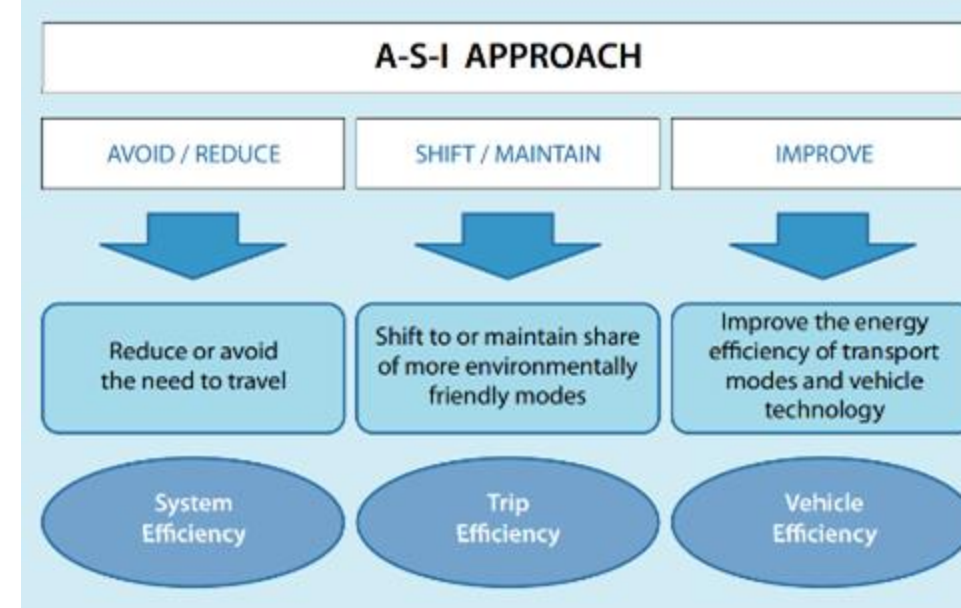 A-S-I APPROACH
AVOID / REDUCE
SHIFT / MAINTAIN
IMPROVE
Reduce or avoid
the need to travel
Shift to or maintain share
of more environmentally
friendly modes
Improve the energy
efficiency of transport
modes and vehicle
technology
System
Efficiency
Trip
Efficiency
Vehicle
Efficiency